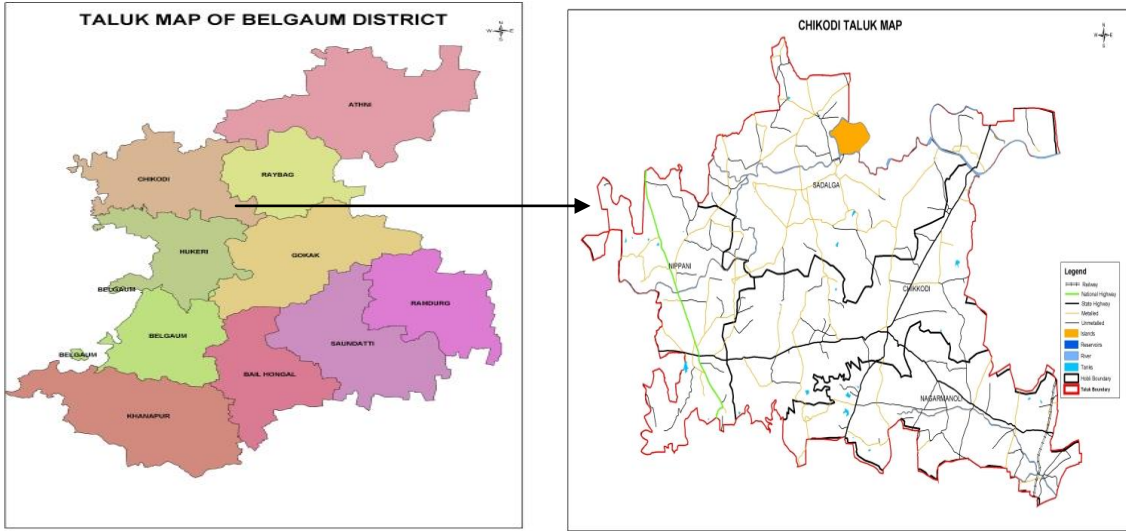 TALUK MAP OF BELGAUM DISTRICT
N
W E
S
ATHNI
CHIKODI
RAYBAG
HUKERI
GOKAK
BELGAUM
RAMDURG
BELGAUM
SAUNDATTI
BELGAUM
BAIL HONGAL
KHANAPUR
CHIKODI TALUK MAP
N
W E
S
SADALGA
NIPPANI
CHIKKODI
NAGARMANOLI
Legend
Railway
National Highway
State Highway
Metalled
Unmetalled
Islands
Reservoirs
River
Tanks
Hobli Boundary
Taluk Boundary